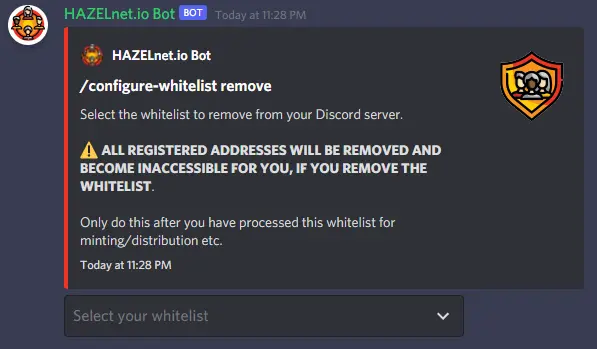 HAZELnet.io Bot BOT Today at 11:28 PM
HAZELnet.io Bot
/configure-whitelist remove
Select the whitelist to remove from your Discord server.
⚠️ ALL REGISTERED ADDRESSES WILL BE REMOVED AND
BECOME INACCESSIBLE FOR YOU, IF YOU REMOVE THE
WHITELIST.
Only do this after you have processed this whitelist for
minting/distribution etc.
Today at 11:28 PM
Select your whitelist